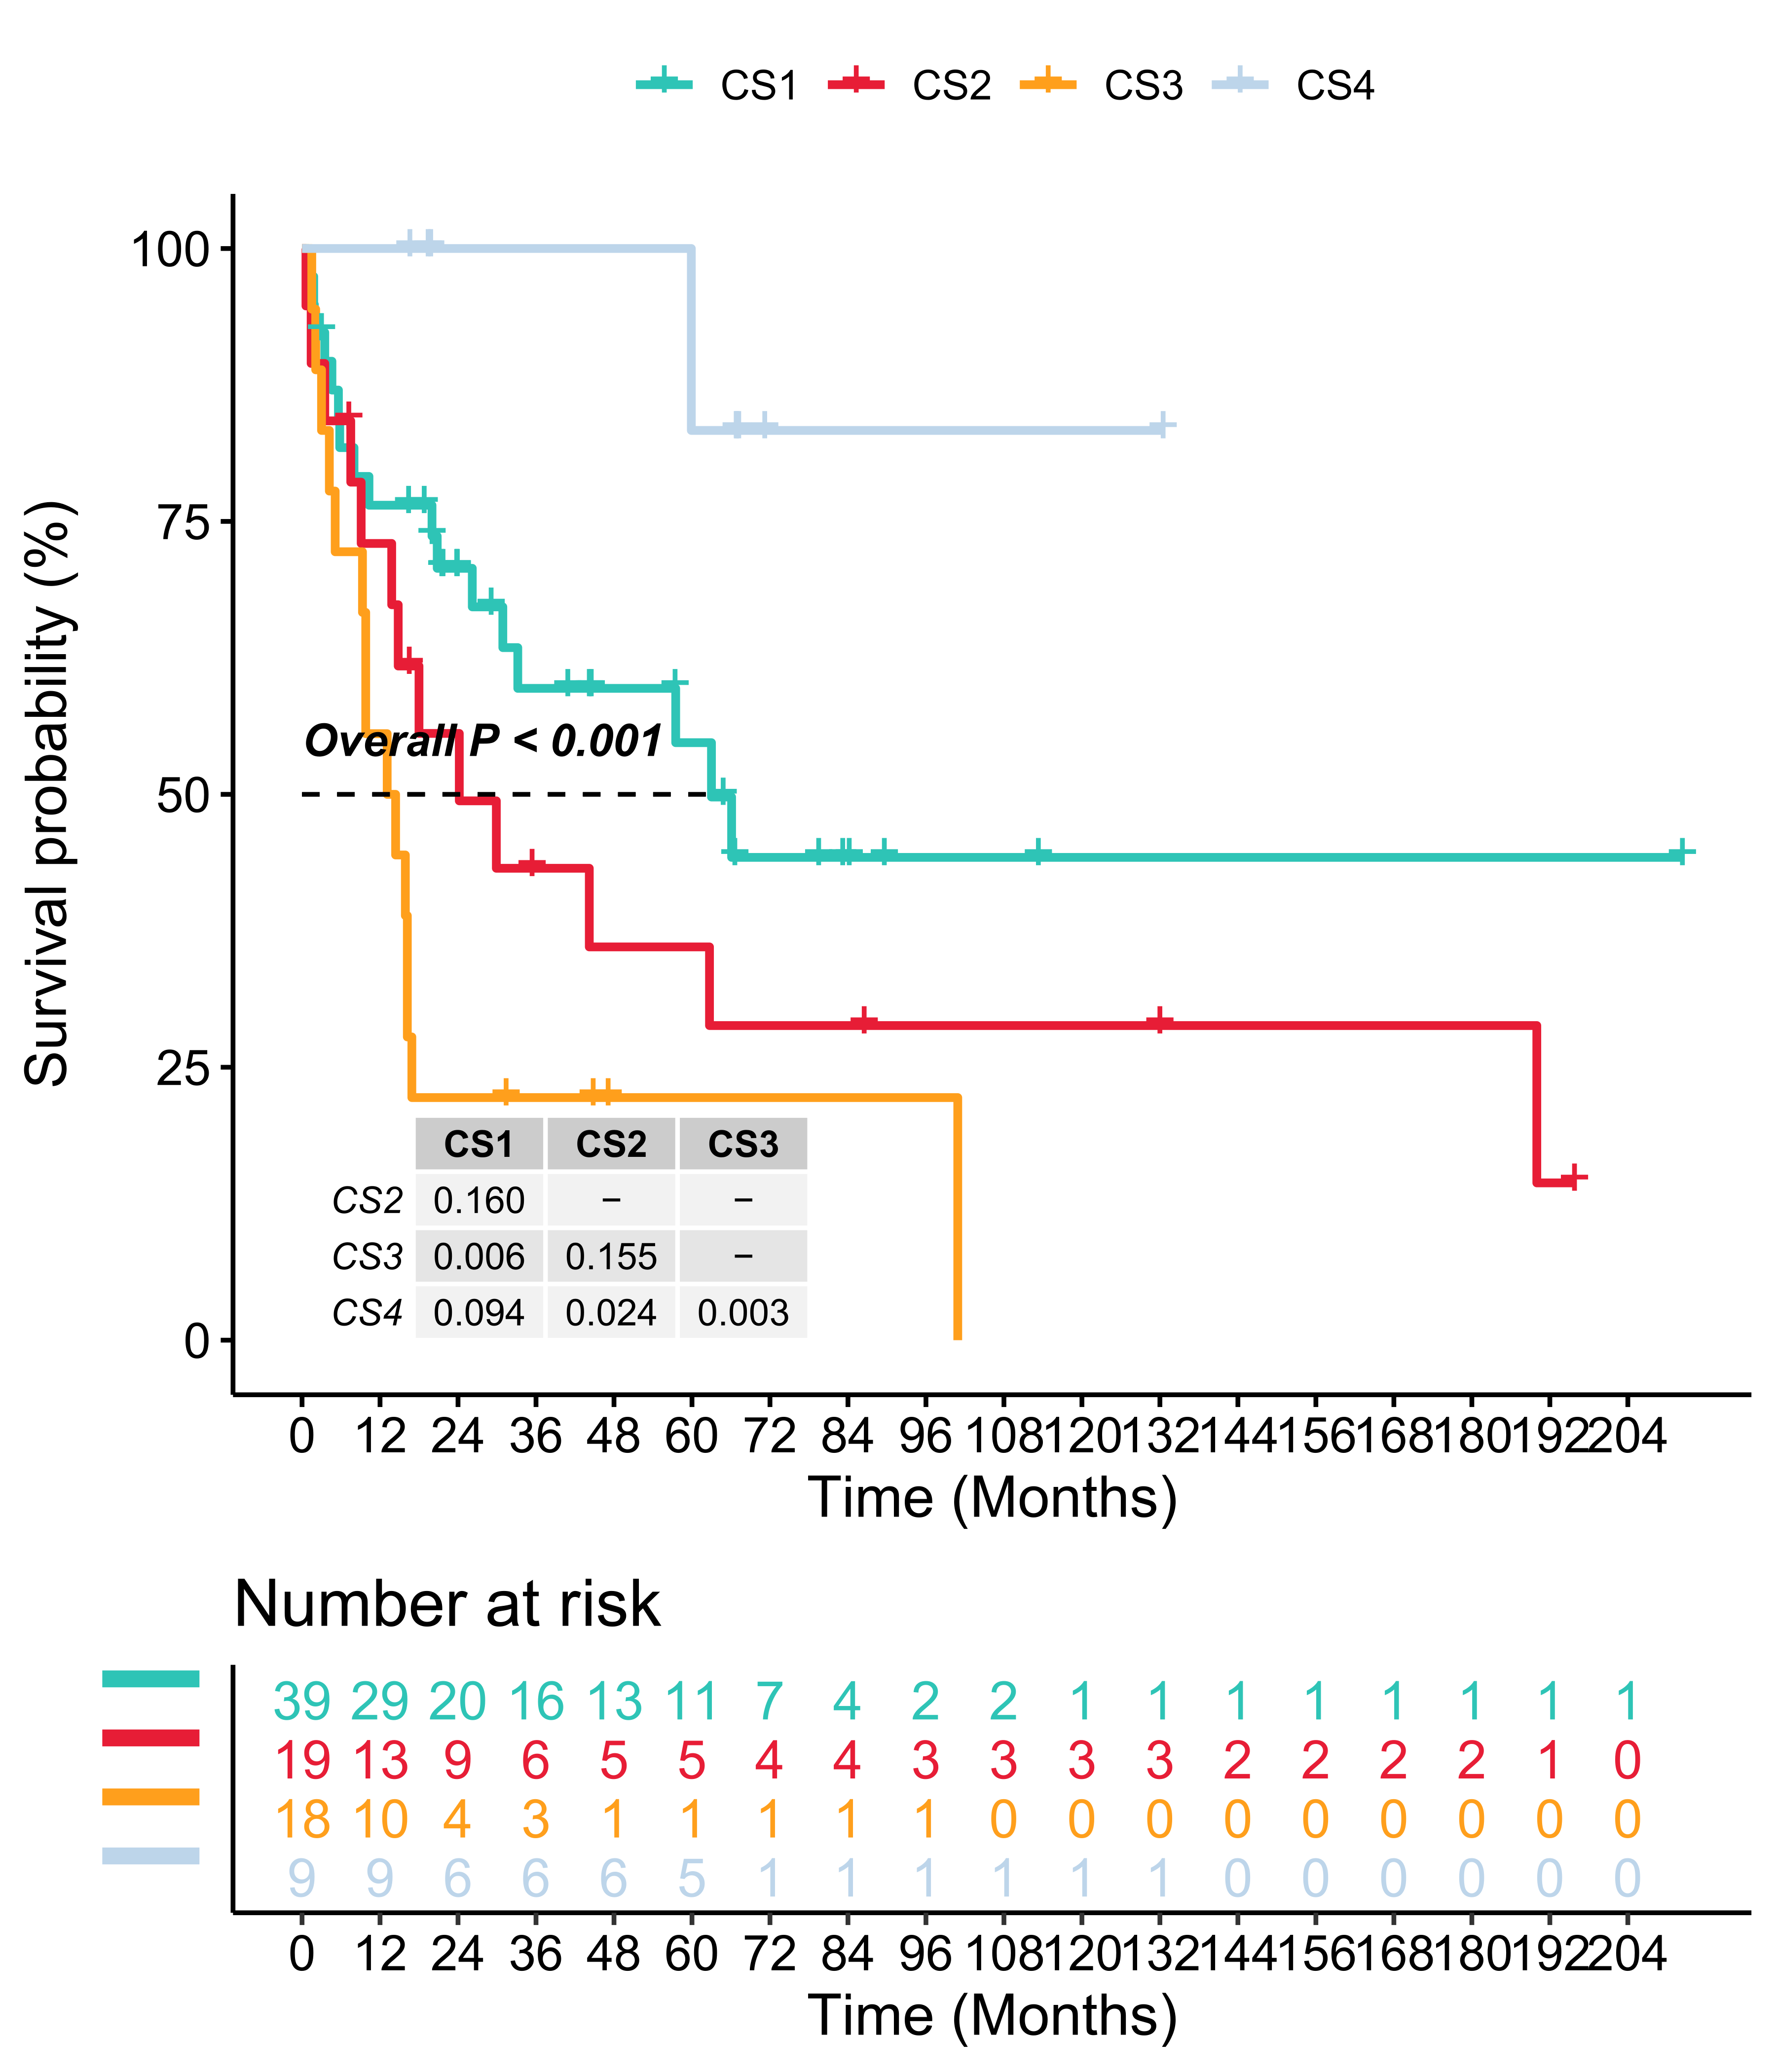 CS1 CS2 CS3 CS4
Survival probability (%)
100
75
50
25
0
Overall P < 0.001
CS1 CS2 CS3
CS2 0.160 – –
CS3 0.006 0.155 –
CS4 0.094 0.024 0.003
0 12 24 36 48 60 72 84 96 108 120 132 144 156 168 180 192 204
Time (Months)
Number at risk
39 29 20 16 13 11 7 4 2 2 1 1 1 1 1 1 1 1
19 13 9 6 5 5 4 4 3 3 3 3 2 2 2 2 1 0
18 10 4 3 1 1 1 1 1 0 0 0 0 0 0 0 0 0
9 9 6 6 6 5 1 1 1 1 1 1 0 0 0 0 0 0
0 12 24 36 48 60 72 84 96 108 120 132 144 156 168 180 192 204
Time (Months)